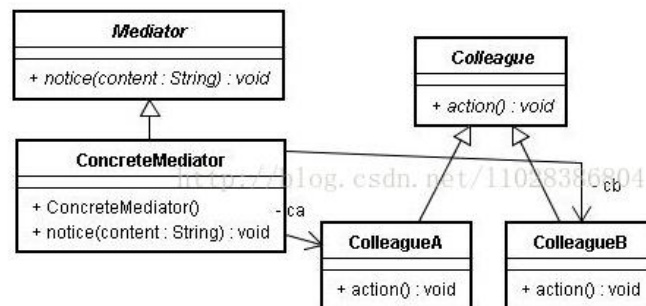 Mediator
+ notice(content : String) : void
Colleague
+ action() : void
ConcreteMediator
+ ConcreteMediator()
+ notice(content : String) : void
http://blog.csdn.net/11028386804
- ca
- cb
ColleagueA
+ action() : void
ColleagueB
+ action() : void